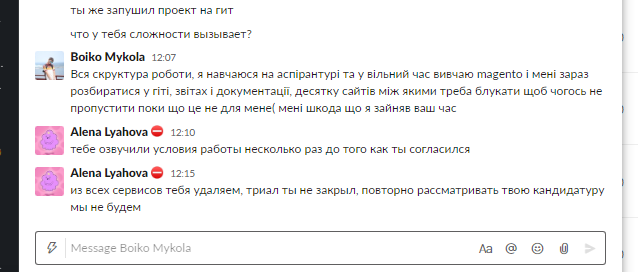 ты же запушил проект на гит
что у тебя сложности вызывает?
Boiko Mykola 12:07
Вся скруктура роботи, я навчаюся на аспірантурі та у вільний час вивчаю magento і мені зараз
розбиратися у гіті, звітах і документації, десятку сайтів між якими треба блукати щоб чогось не
пропустити поки що це не для мене( мені шкода що я зайняв ваш час
Alena Lyahova 12:10
тебе озвучили условия работы несколько раз до того как ты согласился
Alena Lyahova 12:15
из всех сервисов тебя удаляем, триал ты не закрыл, повторно рассматривать твою кандидатуру
мы не будем
Message Boiko Mykola Aa @